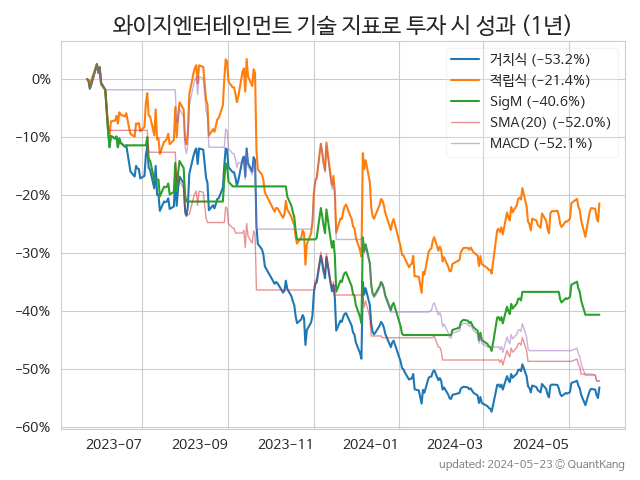 와이지엔터테인먼트 기술 지표로 투자 시 성과 (1년)
거치식 (−53.2%)
적립식 (−21.4%)
SigM (−40.6%)
SMA(20) (−52.0%)
MACD (−52.1%)
0%
−10%
−20%
−30%
−40%
−50%
−60%
2023-07 2023-09 2023-11 2024-01 2024-03 2024-05
updated: 2024-05-23 ⓒ QuantKang